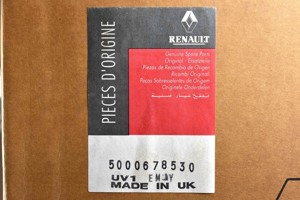 PIECES D'ORIGINE
RENAULT
Genuine Spare Parts
Original - Ersatzteile
Piezas de Recambio de Origen
Ricambi Originali
Peças Sobresselentes de Origem
Originele Onderdelen
5000678530
UV1
MADE IN UK